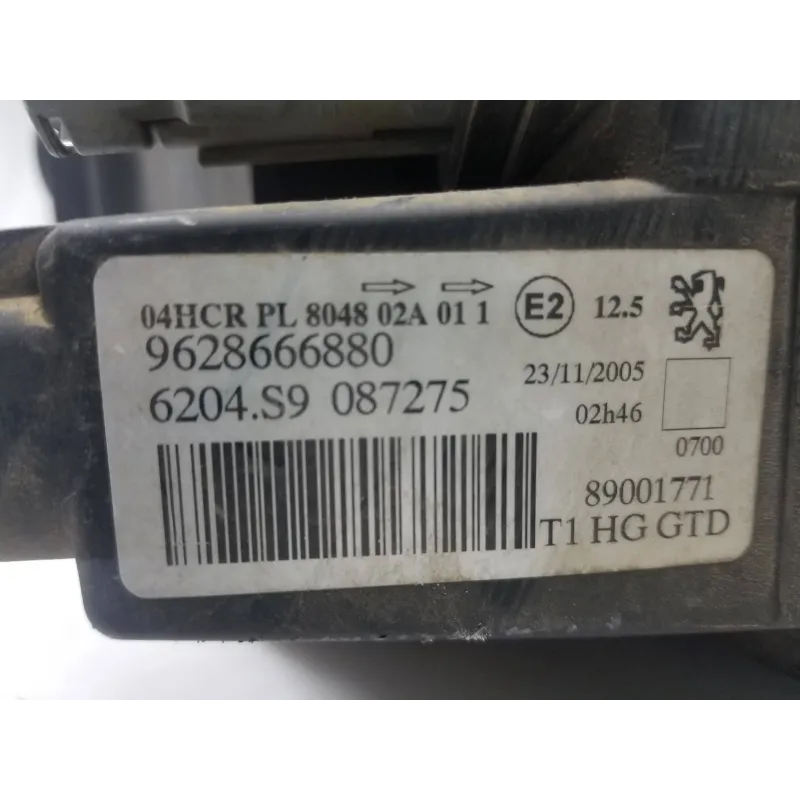 04HCR PL 8048 02A 01 1 E2 12.5
9628666880
23/11/2005
6204.S9 087275
02h46
0700
89001771
T1 HG GTD